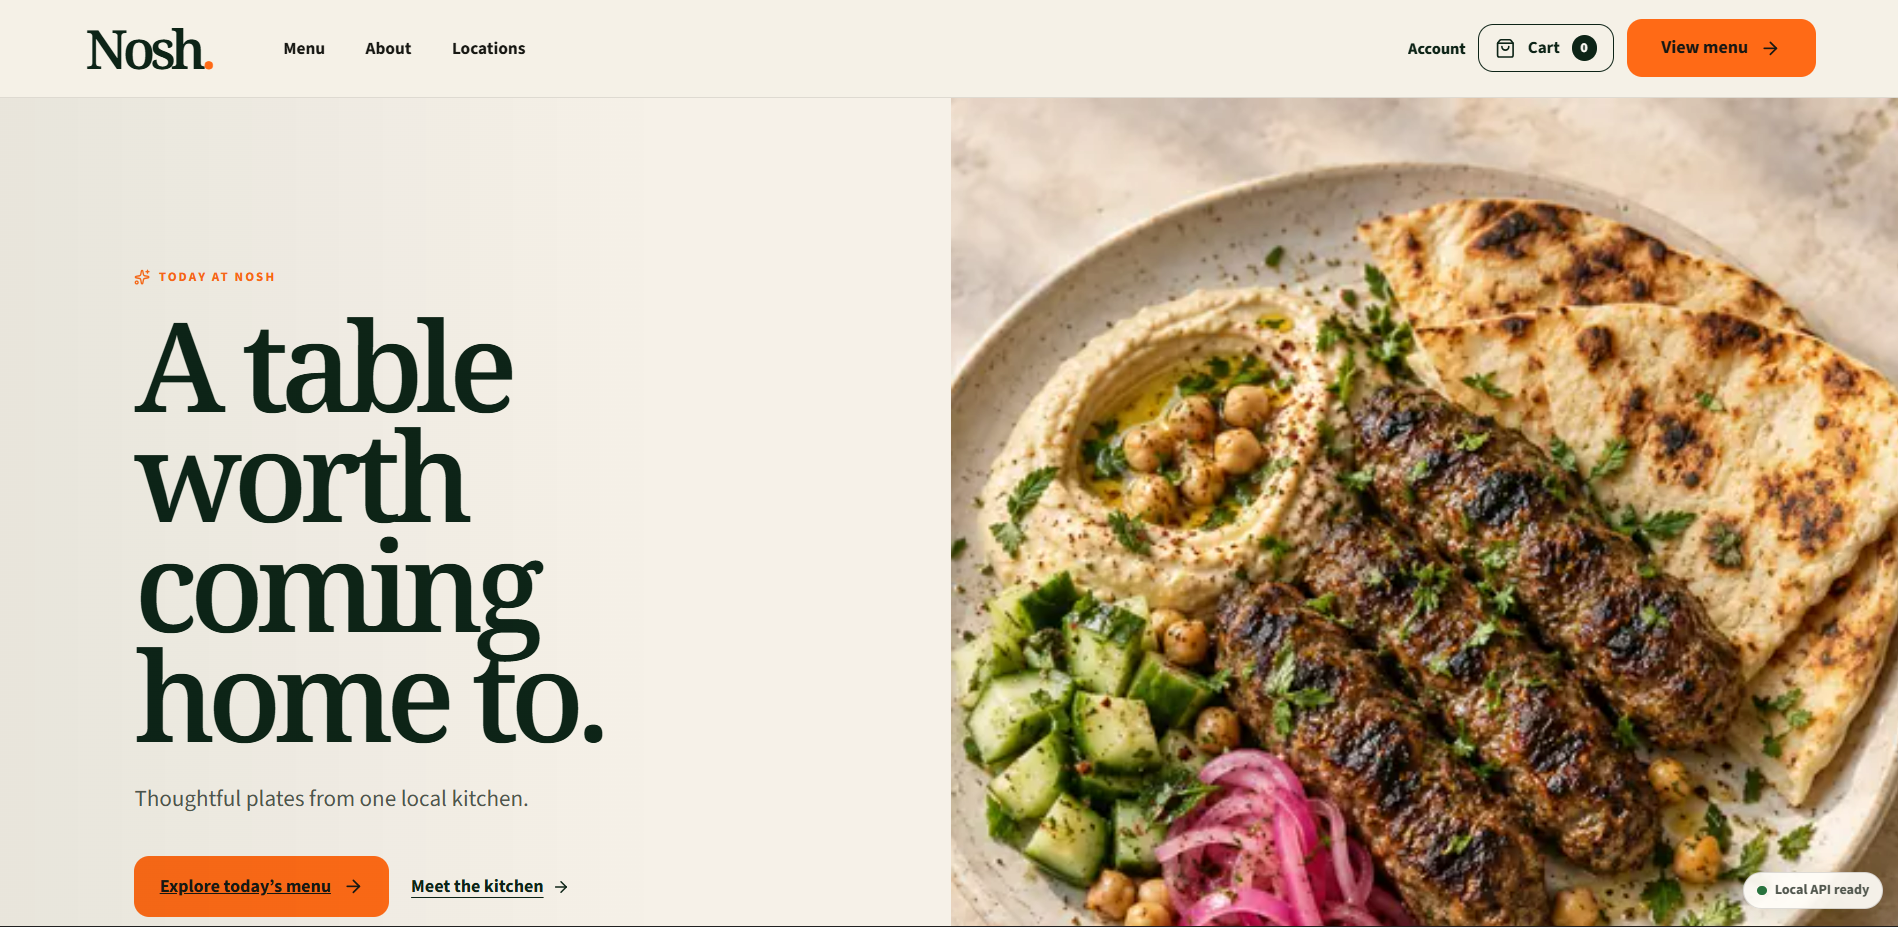 Nosh.
Menu
About
Locations
Account
Cart 0
View menu
TODAY AT NOSH
A table
worth
coming
home to.
Thoughtful plates from one local kitchen.
Explore today’s menu
Meet the kitchen
Local API ready